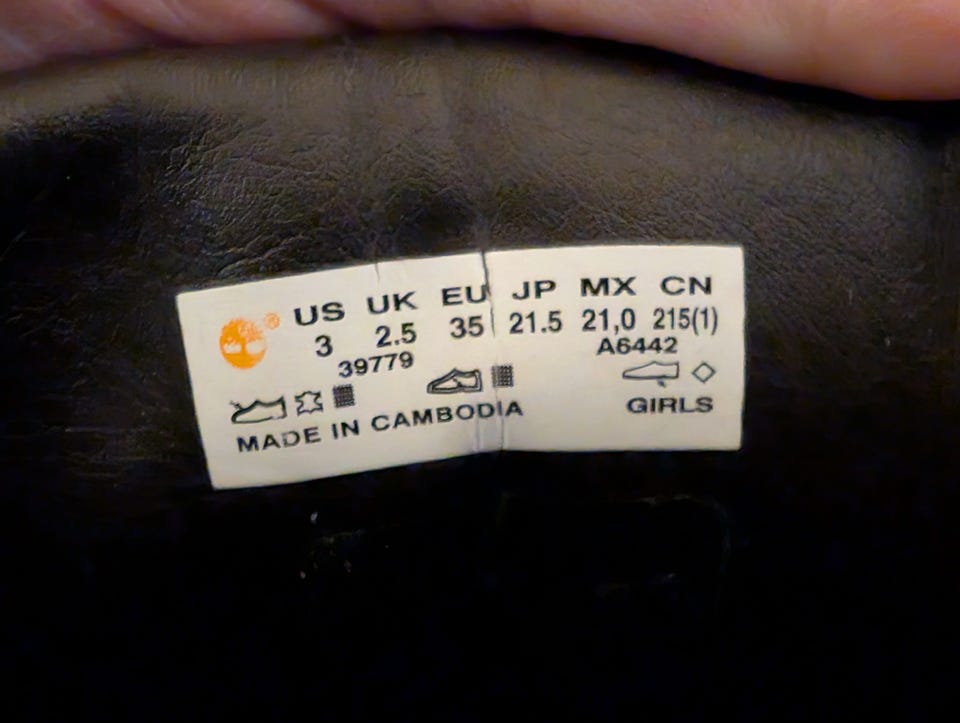 US UK EU JP MX CN
3 2.5 35 21.5 21,0 215(1)
39779 A6442
MADE IN CAMBODIA GIRLS